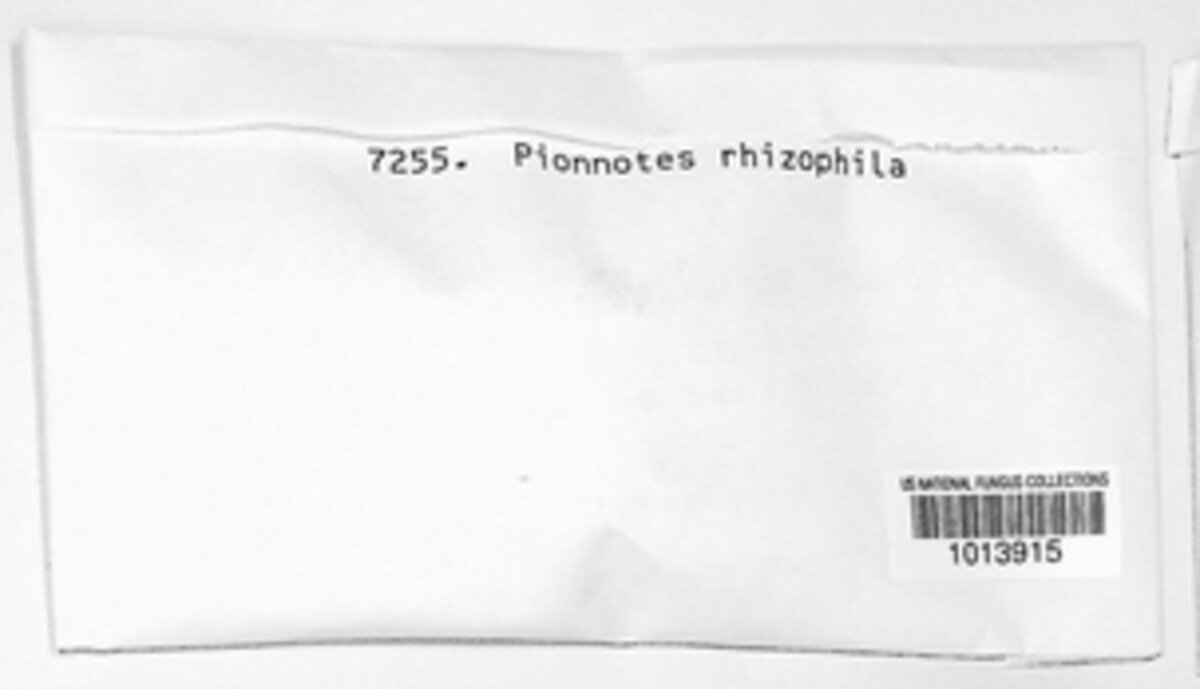 7255. Pionnotes rhizophila
US NATIONAL FUNGUS COLLECTIONS
1013915